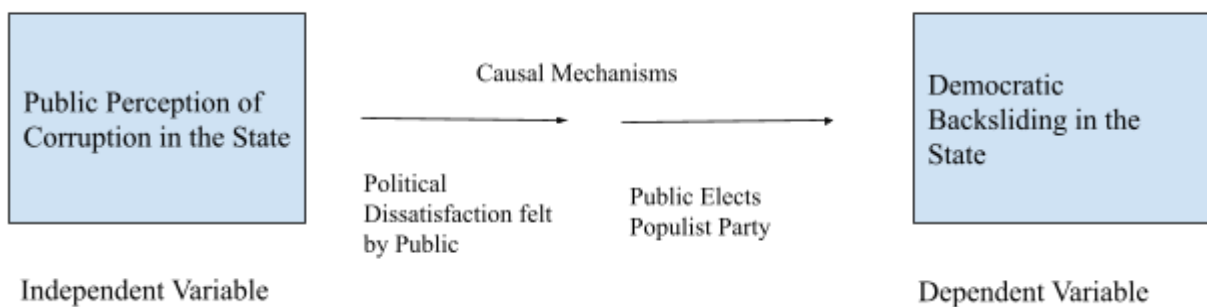 Public Perception of
Corruption in the State
Causal Mechanisms
Political
Dissatisfaction felt
by Public
Public Elects
Populist Party
Democratic
Backsliding in the
State
Independent Variable
Dependent Variable